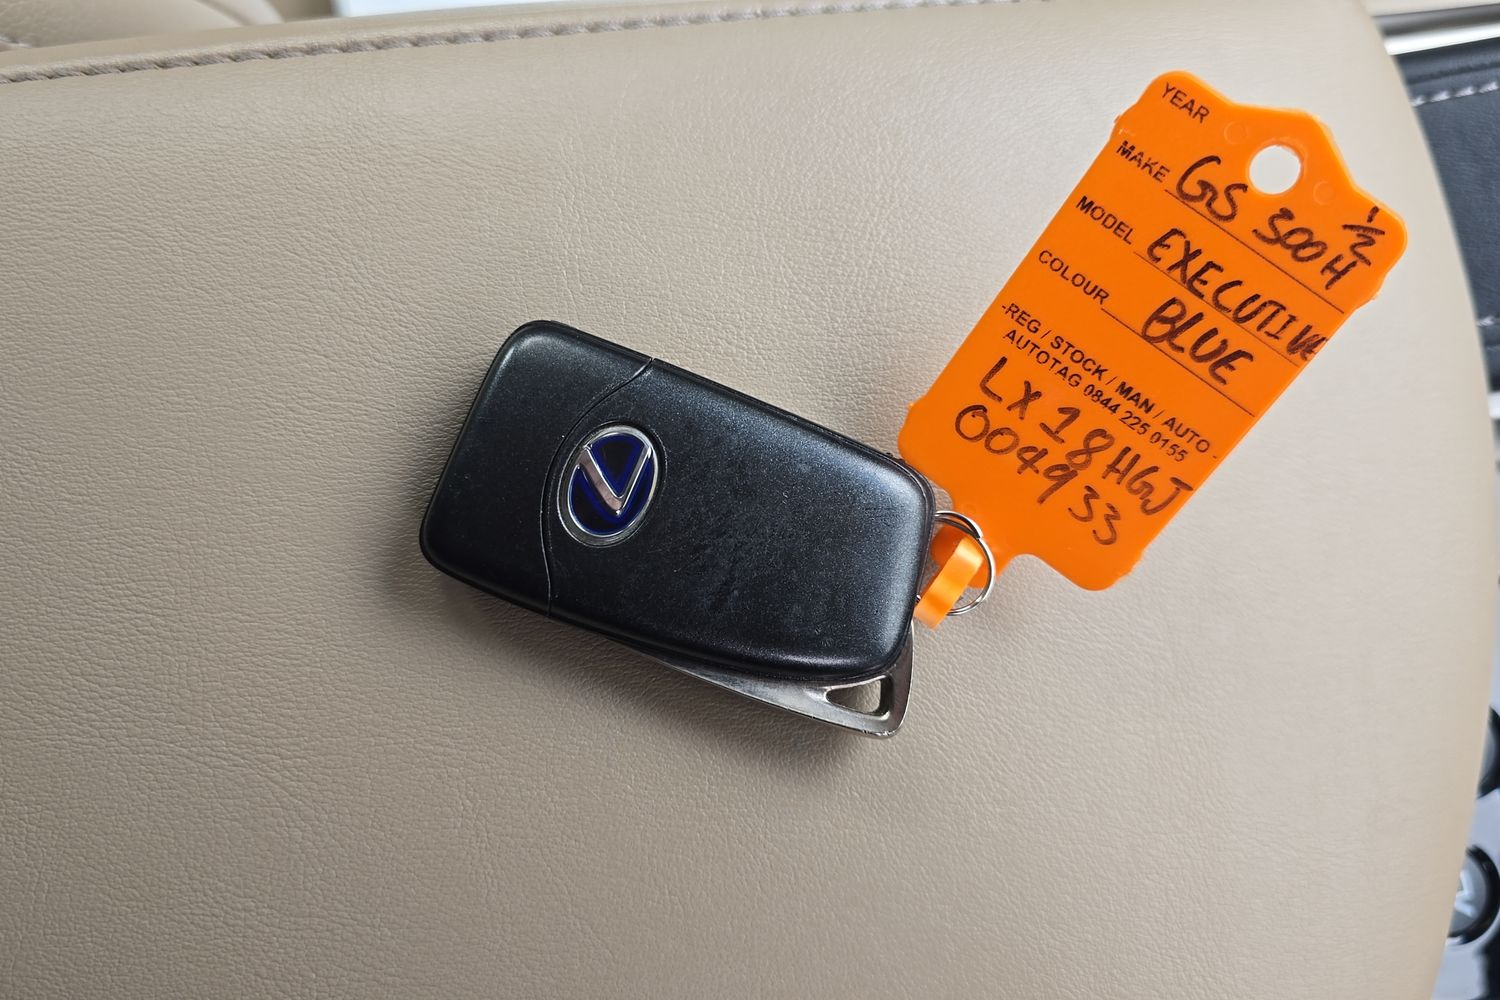 YEAR
MAKE GS 300H 1/2
MODEL EXECUTIVE
COLOUR BLUE
-REG / STOCK / MAN / AUTO-
AUTOTAG 0844 225 0155
LX18HGJ
004933